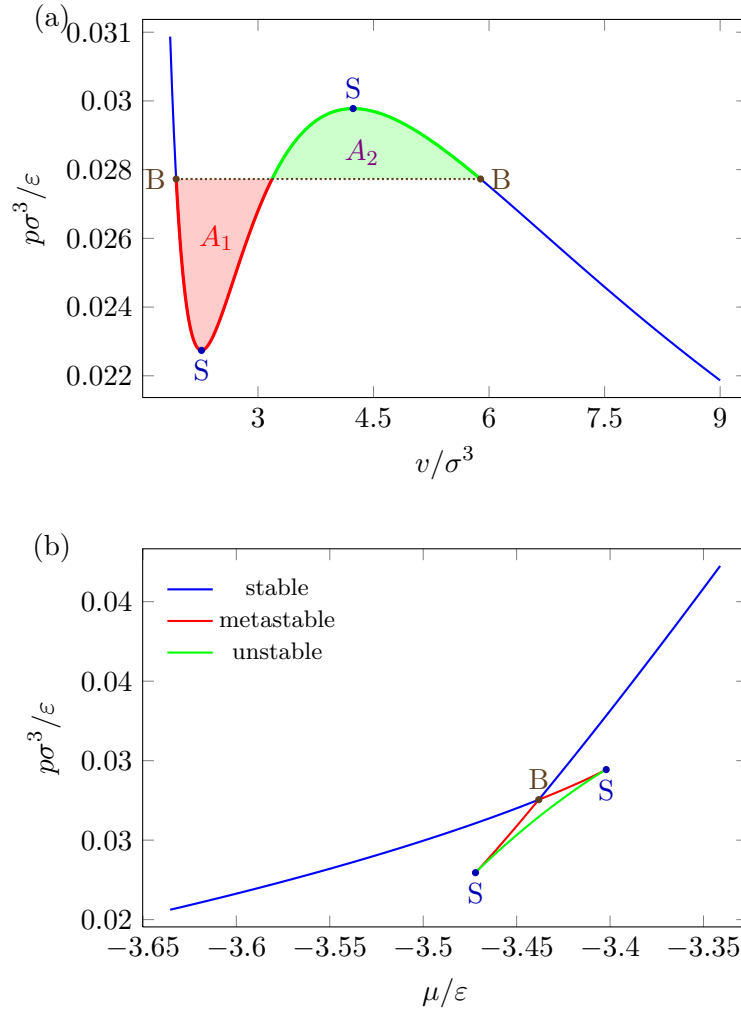 (a)
0.031
0.03
0.028
0.026
0.024
0.022
pσ³/ε
S
A₂
B
B
A₁
S
3
4.5
6
7.5
9
v/σ³
(b)
stable
metastable
unstable
0.04
0.04
0.03
0.03
0.02
pσ³/ε
B
S
S
−3.65
−3.6
−3.55
−3.5
−3.45
−3.4
−3.35
μ/ε